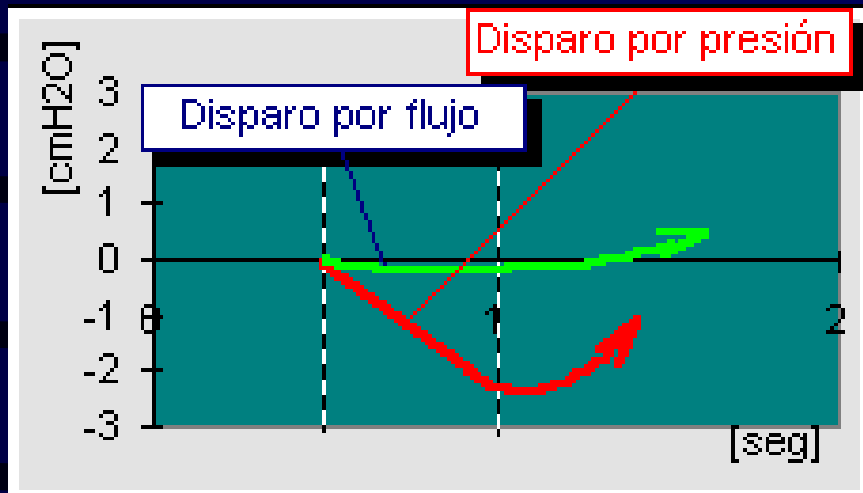 Disparo por presión
[cmH2O]
Disparo por flujo
3
2
1
0
-1
-2
-3
0
1
2
[seg]